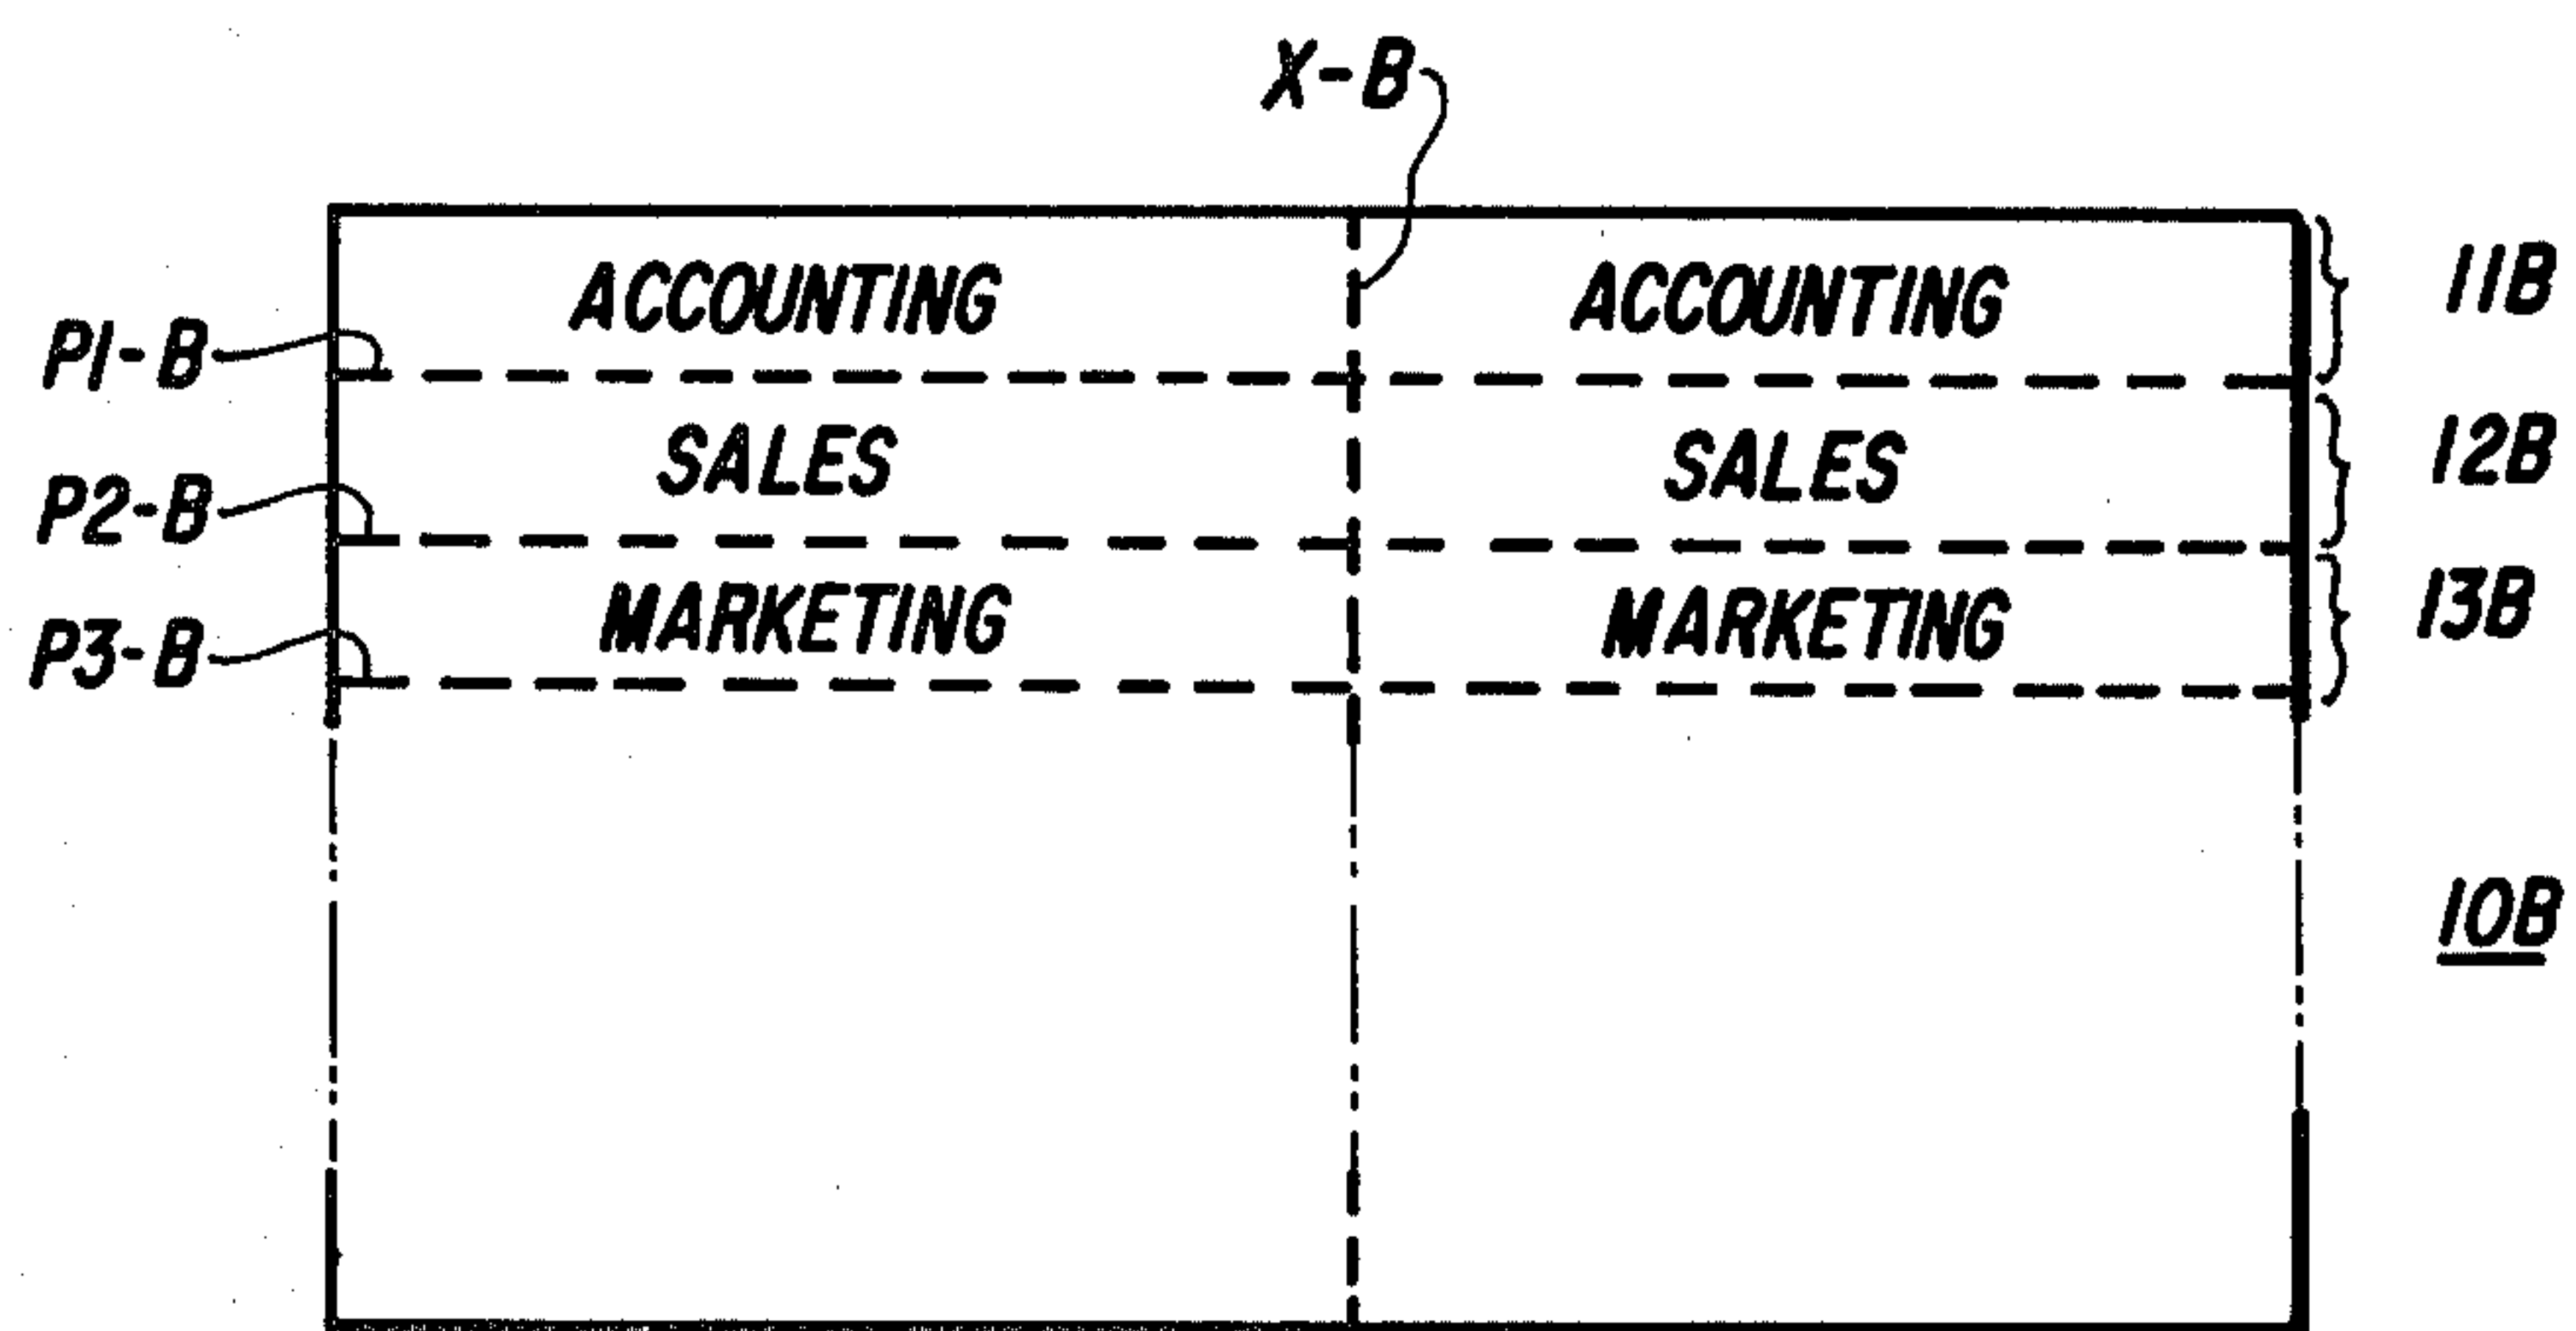 X-B
ACCOUNTING ACCOUNTING 11B
P1-B
SALES SALES 12B
P2-B
MARKETING MARKETING 13B
P3-B
10B